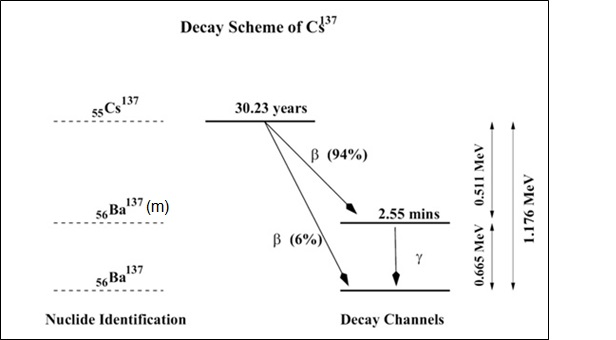 Decay Scheme of Cs137
55Cs137
30.23 years
β (94%)
0.511 MeV
1.176 MeV
56Ba137 (m)
2.55 mins
β (6%)
γ
0.665 MeV
56Ba137
Nuclide Identification
Decay Channels